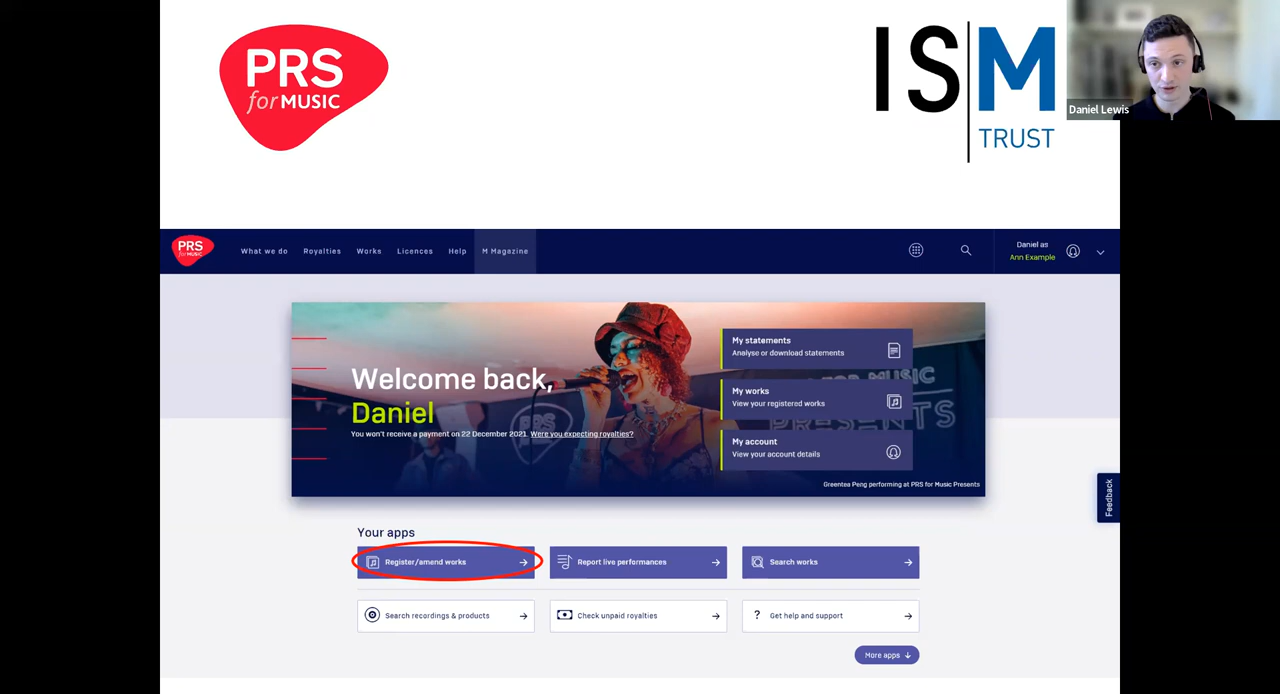 PRS
for MUSIC
ISM
TRUST
Daniel Lewis
PRS
for MUSIC
What we do
Royalties
Works
Licences
Help
M Magazine
Daniel as
Ann Example
Welcome back,
Daniel
You won't receive a payment on 22 December 2021. Were you expecting royalties?
My statements
Analyse or download statements
My works
View your registered works
My account
View your account details
Greentea Peng performing at PRS for Music Presents
Feedback
Your apps
Register/amend works
Report live performances
Search works
Search recordings & products
Check unpaid royalties
Get help and support
More apps